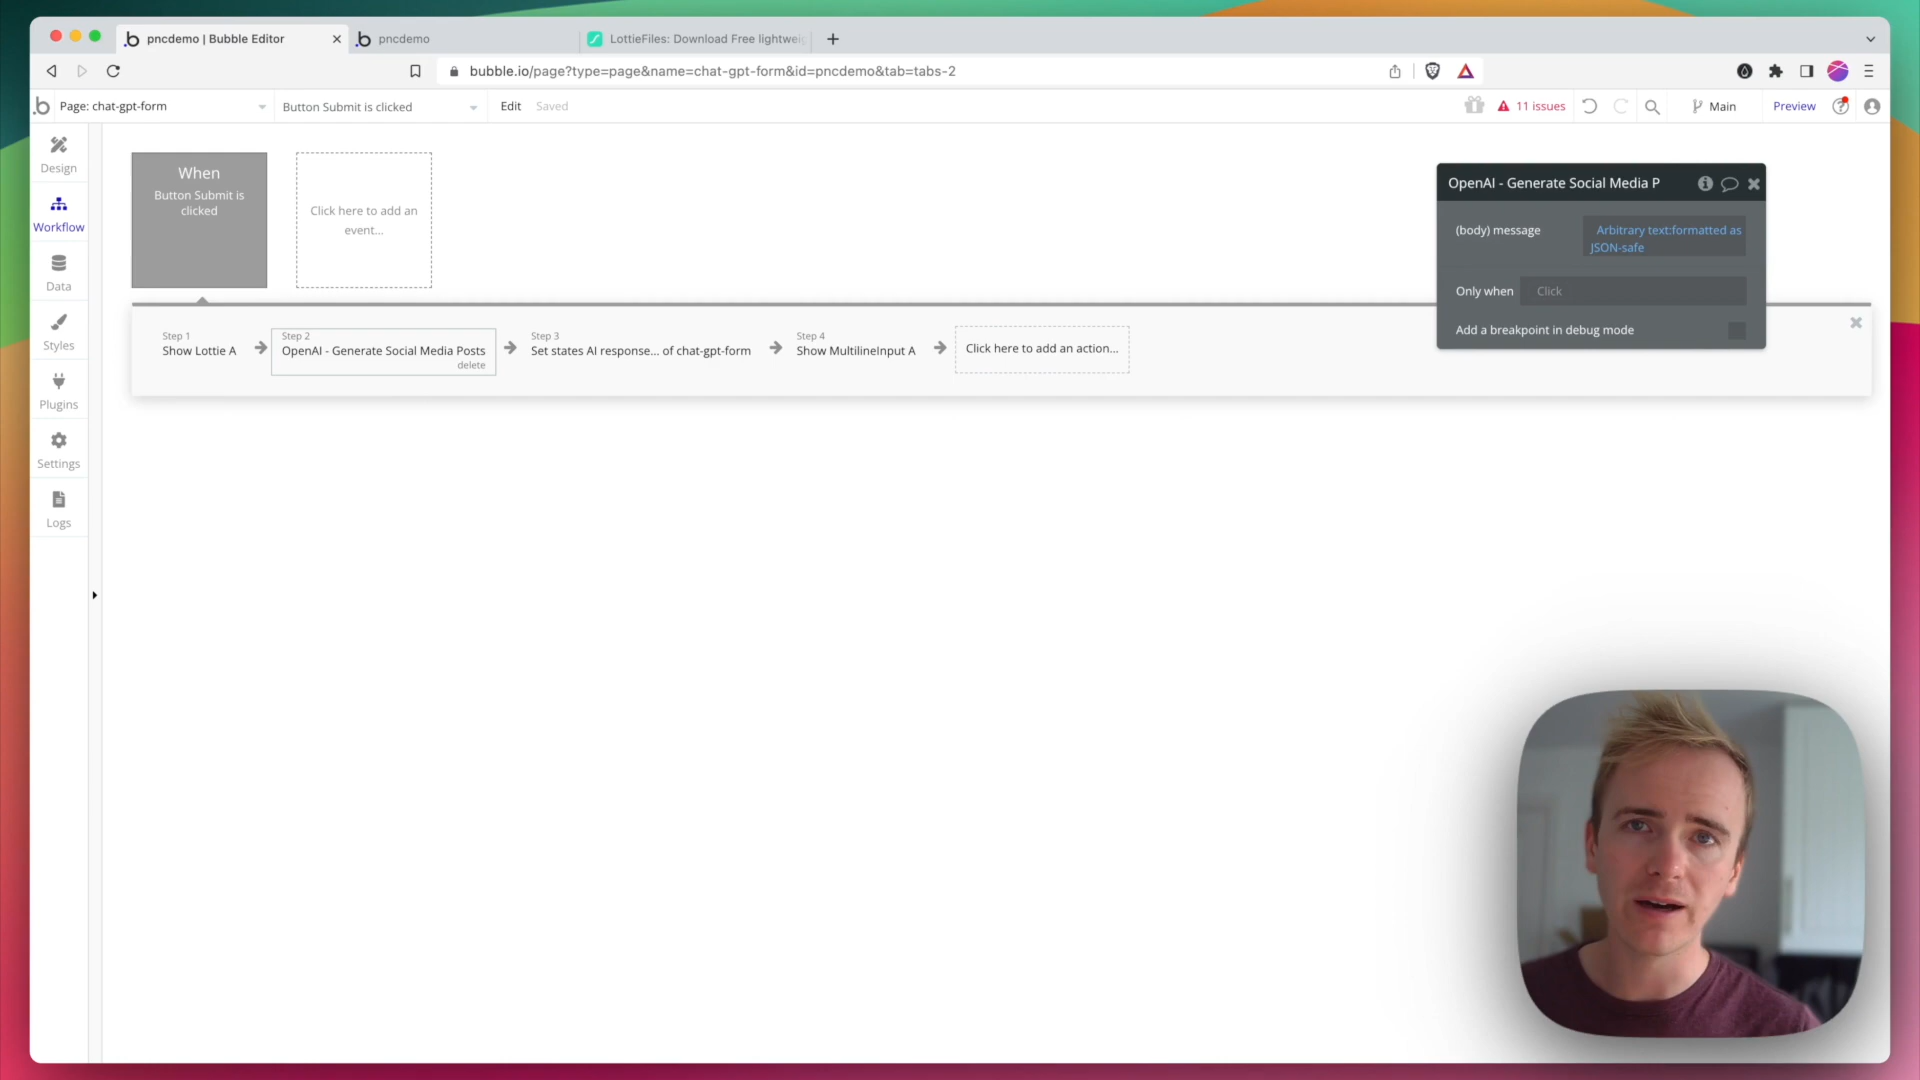 pncdemo | Bubble Editor
pncdemo
LottieFiles: Download Free lightwei
bubble.io/page?type=page&name=chat-gpt-form&id=pncdemo&tab=tabs-2
Page: chat-gpt-form
Button Submit is clicked
Edit
Saved
11 issues
Main
Preview
Design
Workflow
Data
Styles
Plugins
Settings
Logs
When
Button Submit is
clicked
Click here to add an
event...
OpenAI - Generate Social Media P
(body) message
Arbitrary text:formatted as
JSON-safe
Only when
Click
Add a breakpoint in debug mode
Step 1
Show Lottie A
Step 2
OpenAI - Generate Social Media Posts
delete
Step 3
Set states AI response... of chat-gpt-form
Step 4
Show MultilineInput A
Click here to add an action...